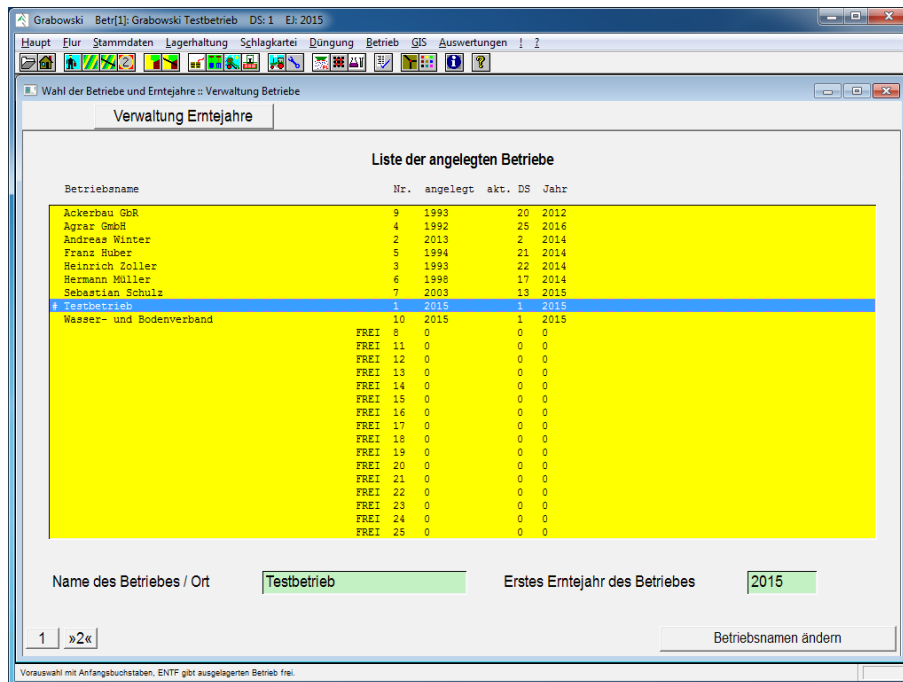 Grabowski Betr[1]: Grabowski Testbetrieb DS: 1 EJ: 2015
Haupt Flur Stammdaten Lagerhaltung Schlagkartei Düngung Betrieb GIS Auswertungen ! ?
Wahl der Betriebe und Erntejahre :: Verwaltung Betriebe
Verwaltung Erntejahre
Liste der angelegten Betriebe
Betriebsname Nr. angelegt akt. DS Jahr
Ackerbau GbR 9 1993 20 2012
Agrar GmbH 4 1992 25 2016
Andreas Winter 2 2013 2 2014
Franz Huber 5 1994 21 2014
Heinrich Zoller 3 1993 22 2014
Hermann Müller 6 1998 17 2014
Sebastian Schulz 7 2003 13 2015
# Testbetrieb 1 2015 1 2015
Wasser- und Bodenverband 10 2015 1 2015
FREI 8 0 0 0
FREI 11 0 0 0
FREI 12 0 0 0
FREI 13 0 0 0
FREI 14 0 0 0
FREI 15 0 0 0
FREI 16 0 0 0
FREI 17 0 0 0
FREI 18 0 0 0
FREI 19 0 0 0
FREI 20 0 0 0
FREI 21 0 0 0
FREI 22 0 0 0
FREI 23 0 0 0
FREI 24 0 0 0
FREI 25 0 0 0
Name des Betriebes / Ort Testbetrieb Erstes Erntejahr des Betriebes 2015
1 »2« Betriebsnamen ändern
Vorauswahl mit Anfangsbuchstaben, ENTF gibt ausgelagerten Betrieb frei.